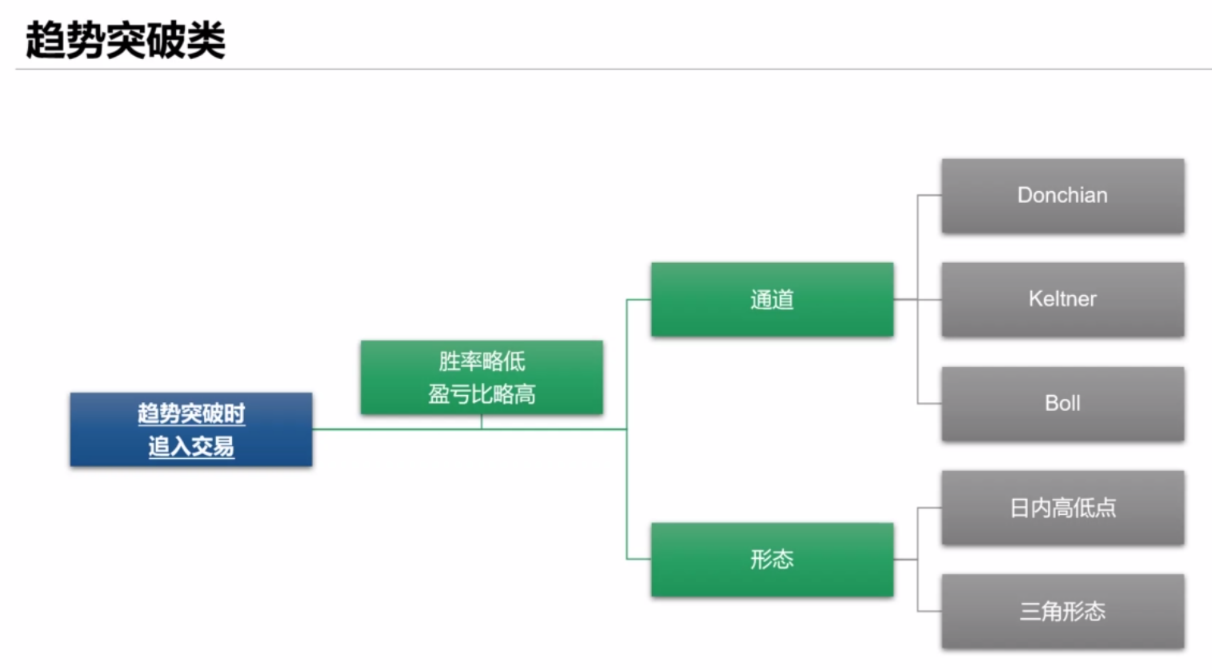 趋势突破类
趋势突破时
追入交易
胜率略低
盈亏比略高
通道
Donchian
Keltner
Boll
形态
日内高低点
三角形态